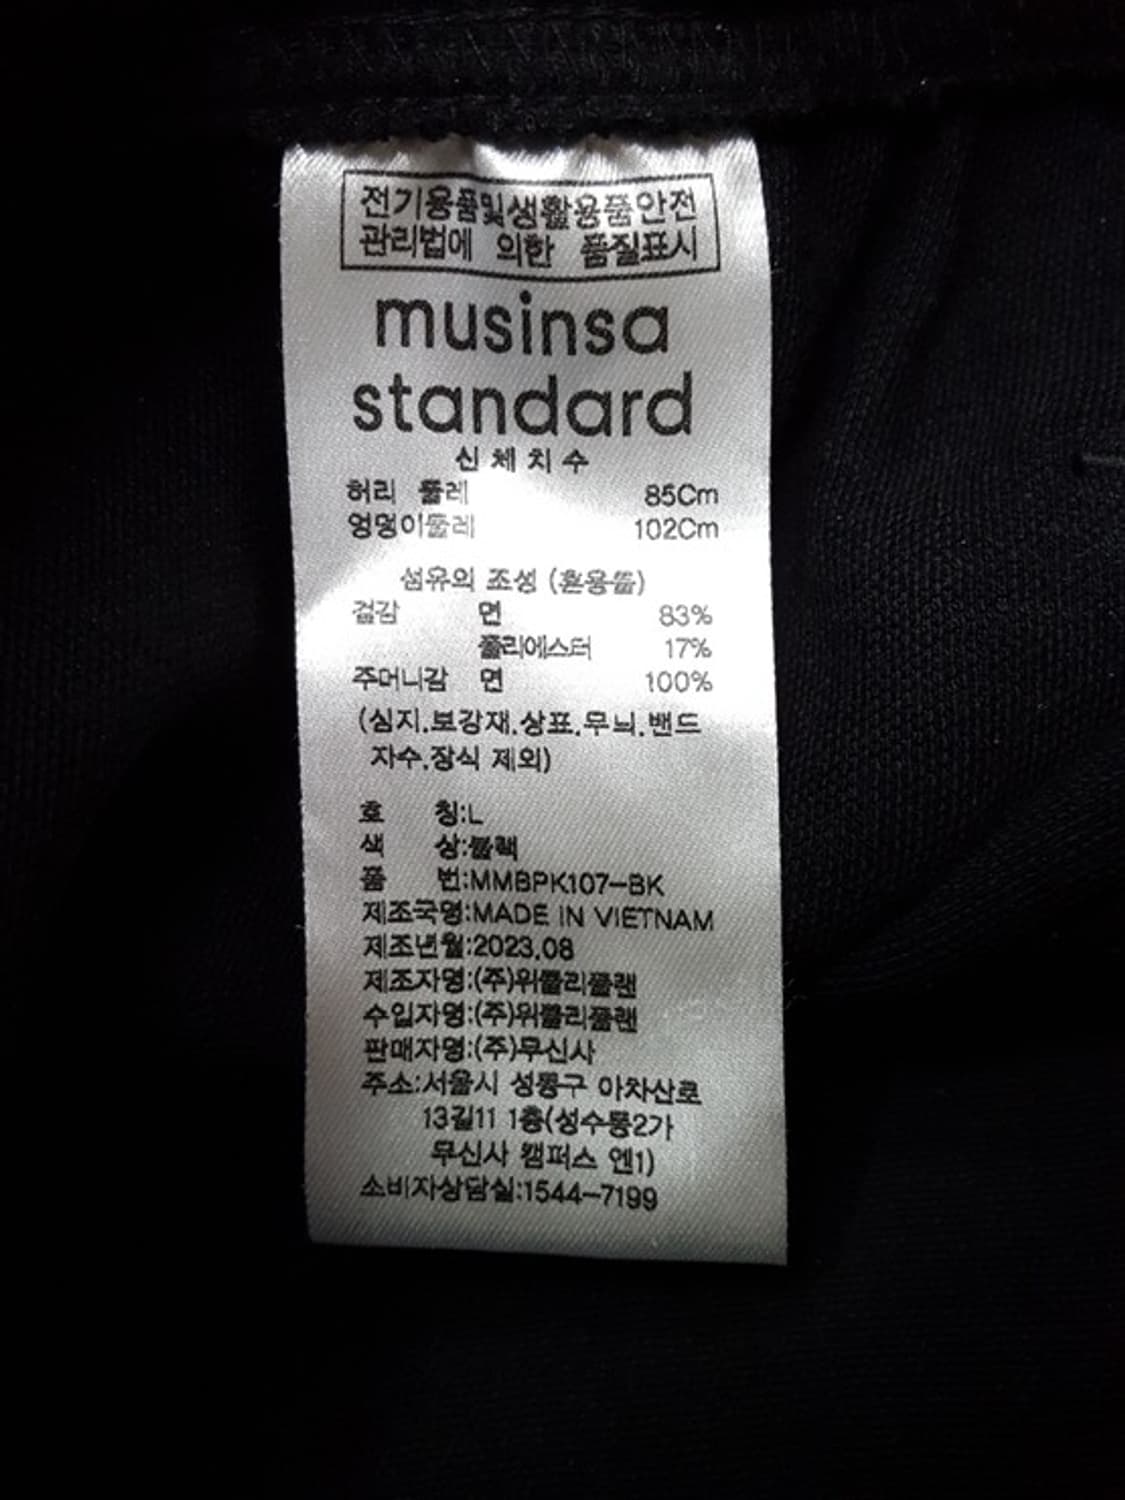 전기용품및생활용품안전
관리법에 의한 품질표시
musinsa
standard
신체치수
허리 둘레 85Cm
엉덩이둘레 102Cm
섬유의 조성 (혼용률)
겉감 면 83%
폴리에스터 17%
주머니감 면 100%
(심지.보강재.상표.무늬.밴드
자수.장식 제외)
호 칭:L
색 상:블랙
품 번:MMBPK107-BK
제조국명:MADE IN VIETNAM
제조년월:2023.08
제조자명:(주)위클리플랜
수입자명:(주)위클리플랜
판매자명:(주)무신사
주소:서울시 성동구 아차산로
13길11 1층(성수동2가
무신사 캠퍼스 엔1)
소비자상담실:1544-7199